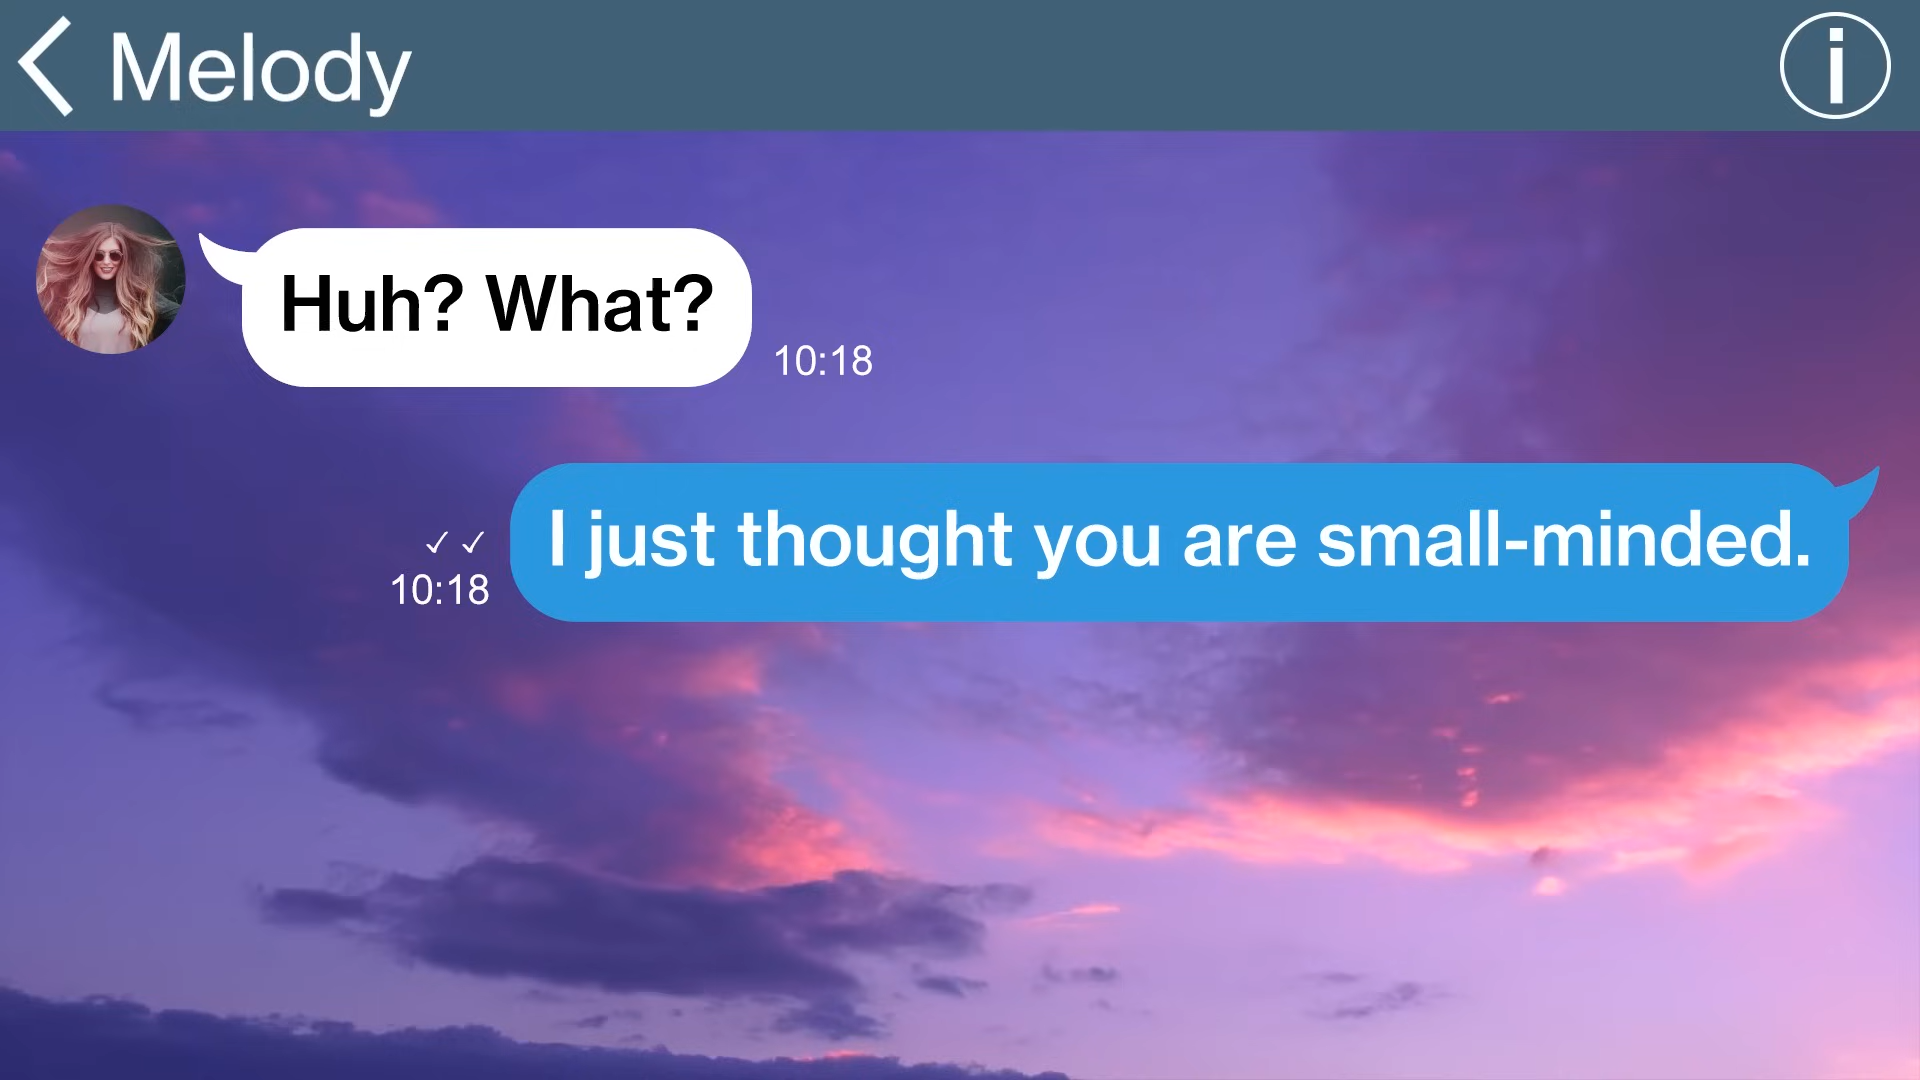 Melody
i
Huh? What?
10:18
I just thought you are small-minded.
✓ ✓
10:18